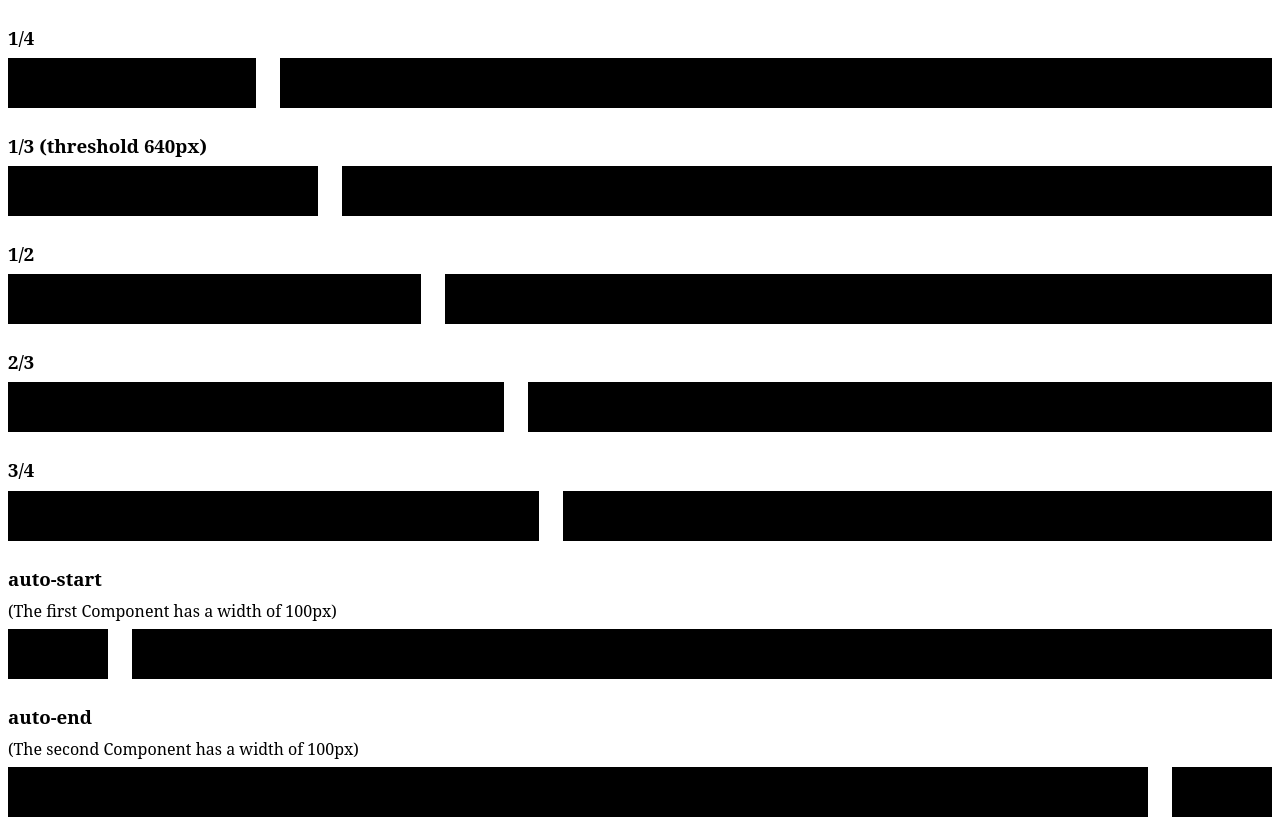 1/4
1/3 (threshold 640px)
1/2
2/3
3/4
auto-start
(The first Component has a width of 100px)
auto-end
(The second Component has a width of 100px)